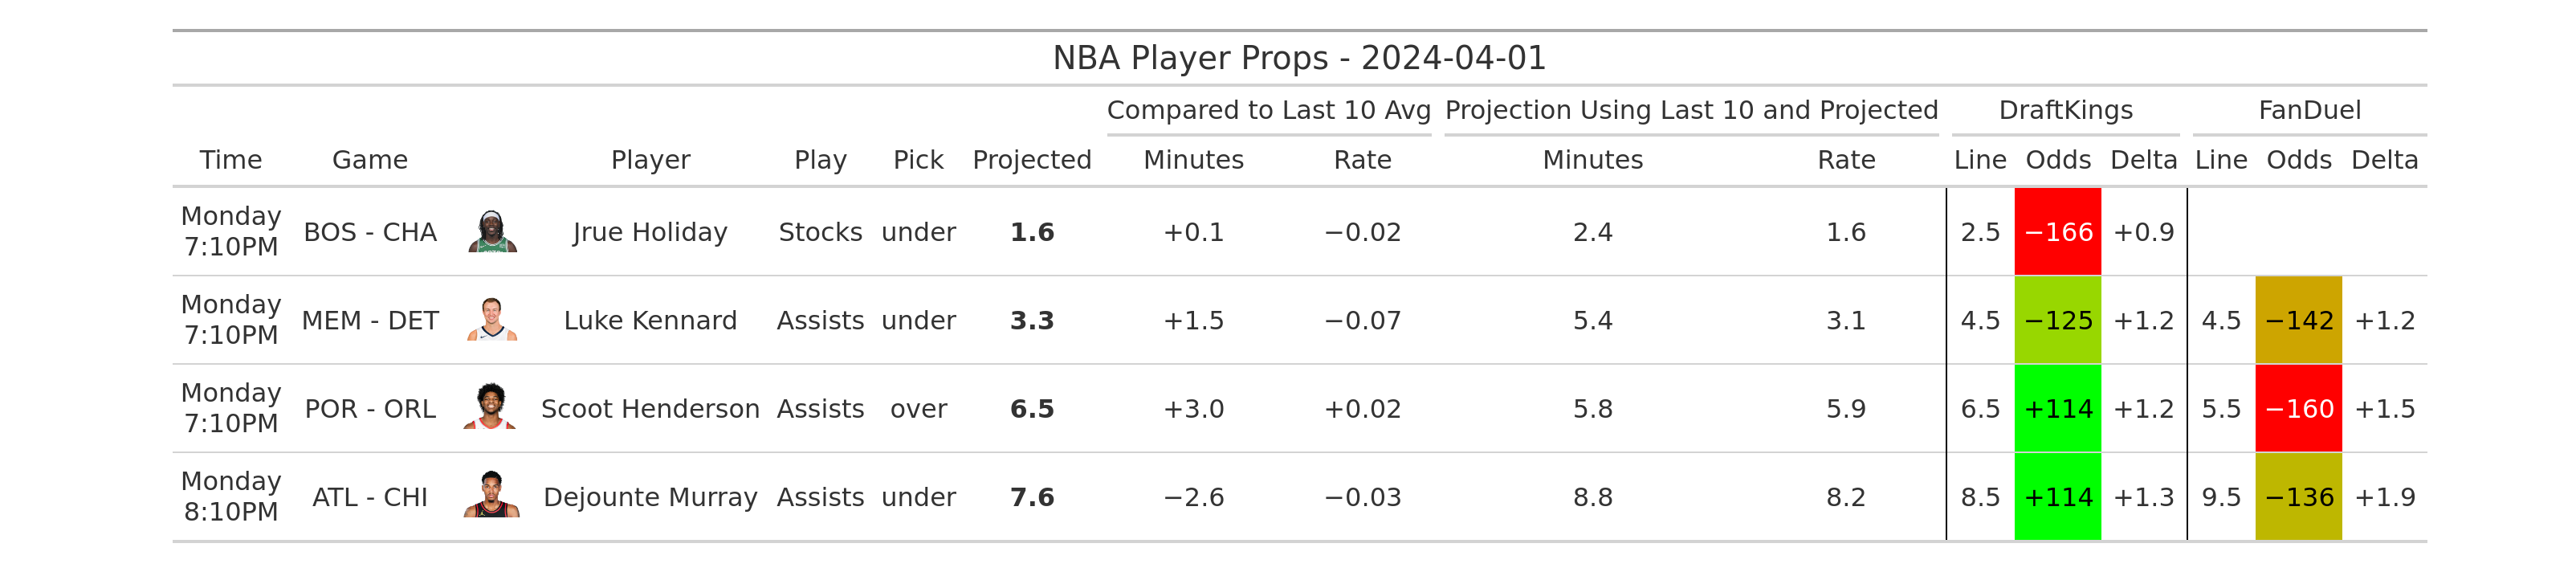 NBA Player Props - 2024-04-01
Compared to Last 10 Avg Projection Using Last 10 and Projected DraftKings FanDuel
Time Game Player Play Pick Projected Minutes Rate Minutes Rate Line Odds Delta Line Odds Delta
Monday
7:10PM BOS - CHA Jrue Holiday Stocks under 1.6 +0.1 −0.02 2.4 1.6 2.5 −166 +0.9
Monday
7:10PM MEM - DET Luke Kennard Assists under 3.3 +1.5 −0.07 5.4 3.1 4.5 −125 +1.2 4.5 −142 +1.2
Monday
7:10PM POR - ORL Scoot Henderson Assists over 6.5 +3.0 +0.02 5.8 5.9 6.5 +114 +1.2 5.5 −160 +1.5
Monday
8:10PM ATL - CHI Dejounte Murray Assists under 7.6 −2.6 −0.03 8.8 8.2 8.5 +114 +1.3 9.5 −136 +1.9